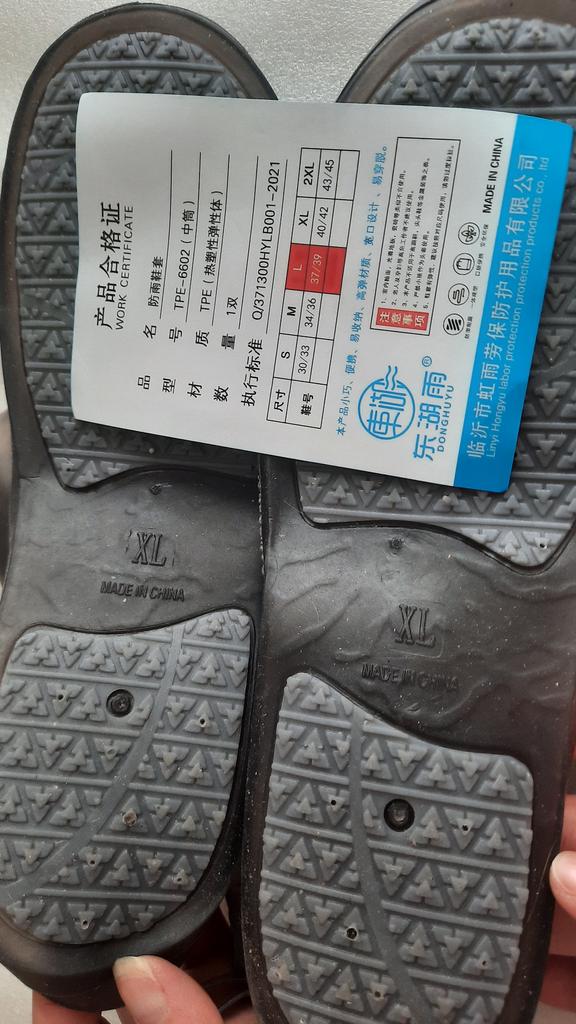 产品合格证
WORK CERTIFICATE
品 名 防雨鞋套
型 号 TPE-6602（中筒）
材 质 TPE（热塑性弹性体）
数 量 1双
执行标准 Q/371300HYLB001-2021
尺寸 S M L XL 2XL
鞋号 30/33 34/36 37/39 40/42 43/45
本产品小巧、便携、易收纳、高弹材质、宽口设计、易穿脱。
注意事项
东湖雨®
DONGHUYU
MADE IN CHINA
临沂市虹雨劳保防护用品有限公司
Linyi Hongyu labor protection protection products co., ltd
XL
MADE IN CHINA
XL
MADE IN CHINA